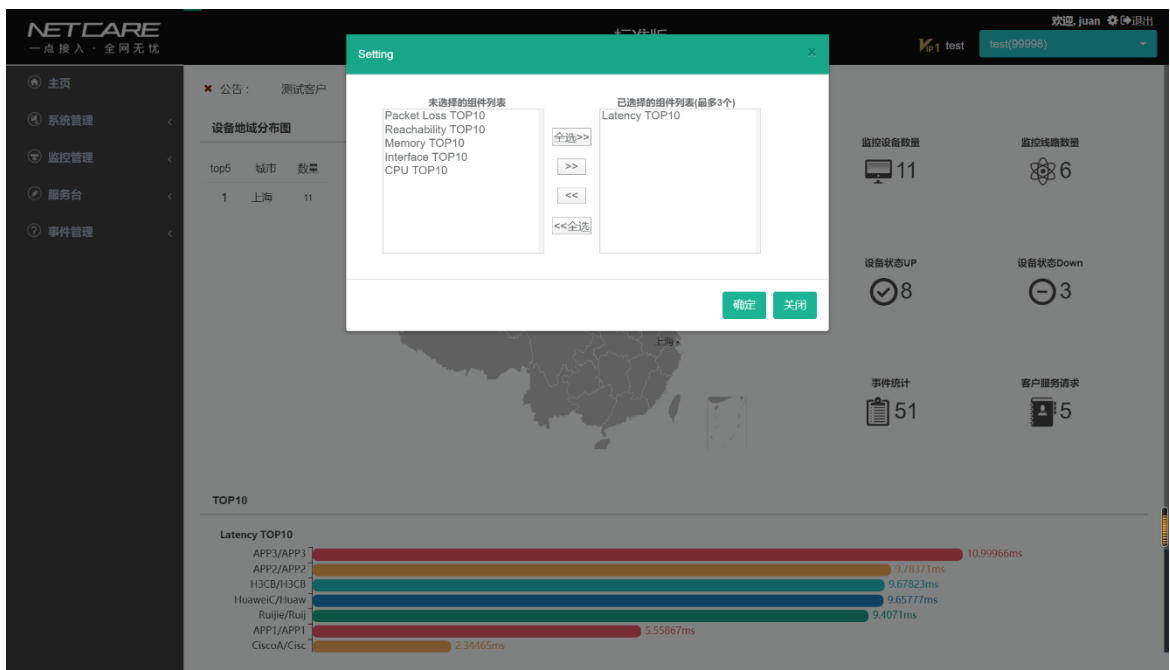 NETCARE
一点接入 · 全网无忧
欢迎, juan 退出
标准版
VIP1 test
test(99998)
主页
系统管理
监控管理
服务台
事件管理
× 公告： 测试客户
设备地域分布图
top5 城市 数量
1 上海 11
Setting ×
未选择的组件列表
Packet Loss TOP10
Reachability TOP10
Memory TOP10
Interface TOP10
CPU TOP10
全选>>
>>
<<
<<全选
已选择的组件列表(最多3个)
Latency TOP10
确定 关闭
监控设备数量
11
监控线路数量
6
设备状态UP
8
设备状态Down
3
上海
事件统计
51
客户服务请求
5
TOP10
Latency TOP10
APP3/APP3 10.99966ms
APP2/APP2 9.78371ms
H3CB/H3CB 9.67823ms
HuaweiC/Huaw 9.65777ms
Ruijie/Ruij 9.4071ms
APP1/APP1 5.55867ms
CiscoA/Cisc 2.34465ms